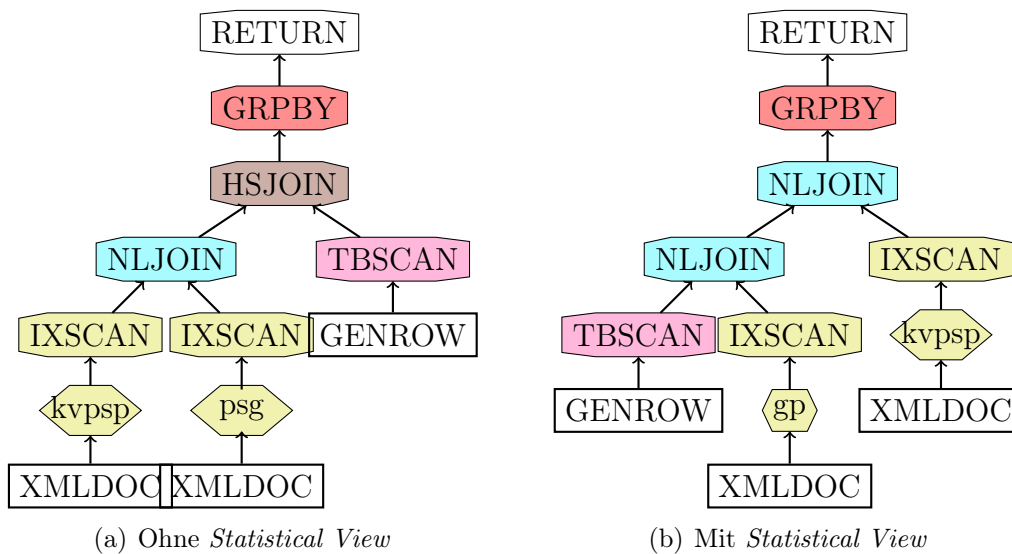 RETURN
GRPBY
HSJOIN
NLJOIN
TBSCAN
IXSCAN
IXSCAN
GENROW
kvpsp
psg
XMLDOC
XMLDOC
(a) Ohne Statistical View
RETURN
GRPBY
NLJOIN
NLJOIN
IXSCAN
TBSCAN
IXSCAN
kvpsp
GENROW
gp
XMLDOC
XMLDOC
(b) Mit Statistical View